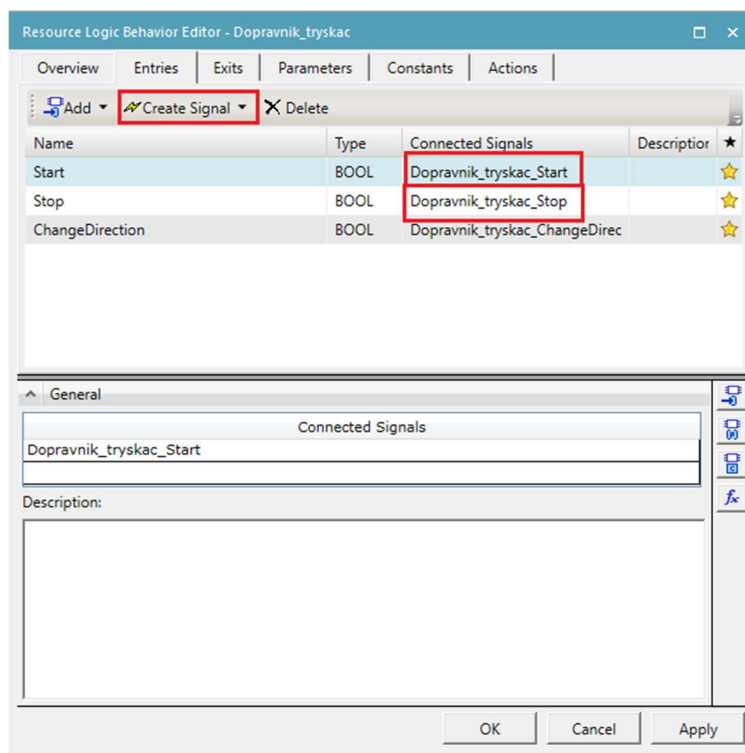 Resource Logic Behavior Editor - Dopravnik_tryskac
Overview Entries Exits Parameters Constants Actions
Add Create Signal Delete
Name Type Connected Signals Descriptior
Start BOOL Dopravnik_tryskac_Start
Stop BOOL Dopravnik_tryskac_Stop
ChangeDirection BOOL Dopravnik_tryskac_ChangeDirec
General
Connected Signals
Dopravnik_tryskac_Start
Description:
OK Cancel Apply